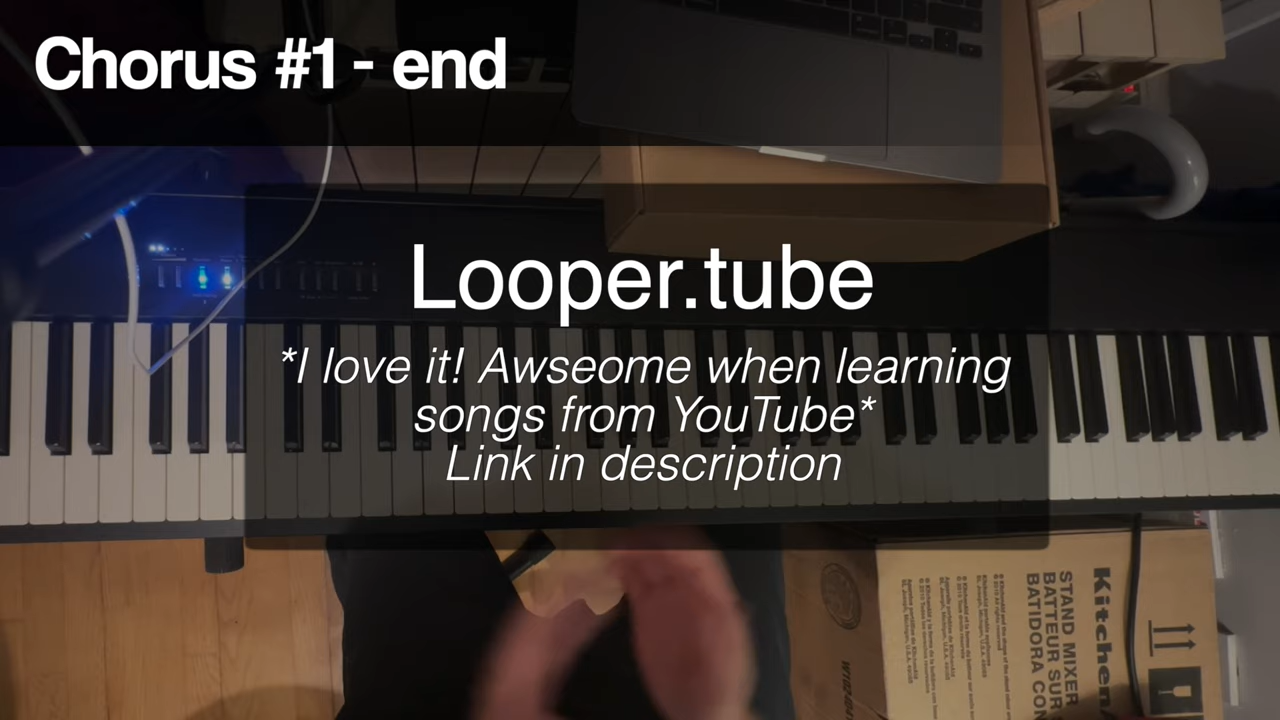 Chorus #1 - end
Looper.tube
*I love it! Awseome when learning
songs from YouTube*
Link in description
KitchenA
STAND MIXER
BATTEUR SUR
BATIDORA CON